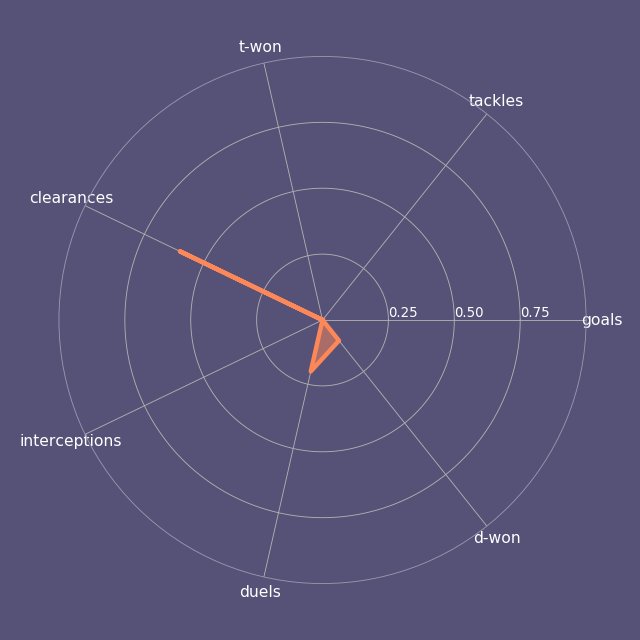 t-won
tackles
clearances
0.25 0.50 0.75
goals
interceptions
d-won
duels